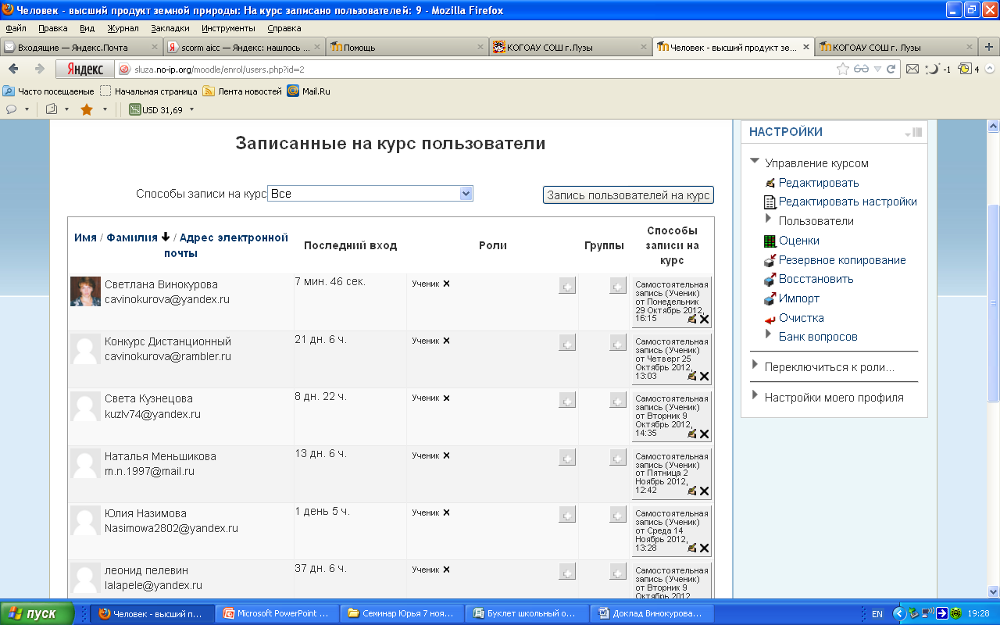 Человек - высший продукт земной природы: На курс записано пользователей: 9 - Mozilla Firefox
Файл Правка Вид Журнал Закладки Инструменты Справка
Входящие — Яндекс.Почта
scorm aicc — Яндекс: нашлось ...
Помощь
КОГОАУ СОШ г.Лузы
Человек - высший продукт зе...
КОГОАУ СОШ г. Лузы
Яндекс
sluza.no-ip.org/moodle/enrol/users.php?id=2
-1
4
Часто посещаемые Начальная страница Лента новостей Mail.Ru
USD 31,69
Записанные на курс пользователи
Способы записи на курс Все
Запись пользователей на курс
Имя / Фамилия / Адрес электронной
почты
Последний вход
Роли
Группы
Способы
записи на
курс
Светлана Винокурова
cavinokurova@yandex.ru
7 мин. 46 сек.
Ученик
Самостоятельная
запись (Ученик)
от Понедельник
29 Октябрь 2012,
16:15
Конкурс Дистанционный
cavinokurova@rambler.ru
21 дн. 6 ч.
Ученик
Самостоятельная
запись (Ученик)
от Четверг 25
Октябрь 2012,
13:03
Света Кузнецова
kuzlv74@yandex.ru
8 дн. 22 ч.
Ученик
Самостоятельная
запись (Ученик)
от Вторник 9
Октябрь 2012,
14:35
Наталья Меньшикова
m.n.1997@mail.ru
13 дн. 6 ч.
Ученик
Самостоятельная
запись (Ученик)
от Пятница 2
Ноябрь 2012,
12:42
Юлия Назимова
Nasimowa2802@yandex.ru
1 день 5 ч.
Ученик
Самостоятельная
запись (Ученик)
от Среда 14
Ноябрь 2012,
13:28
леонид пелевин
lalapele@yandex.ru
37 дн. 6 ч.
Ученик
Самостоятельная
запись (Ученик)
от Вторник 9
Октябрь 2012,
НАСТРОЙКИ
Управление курсом
Редактировать
Редактировать настройки
Пользователи
Оценки
Резервное копирование
Восстановить
Импорт
Очистка
Банк вопросов
Переключиться к роли...
Настройки моего профиля
пуск
Человек - высший п...
Microsoft PowerPoint ...
Семинар Юрья 7 ноя...
Буклет школьный о...
Доклад Винокурова...
EN
19:28